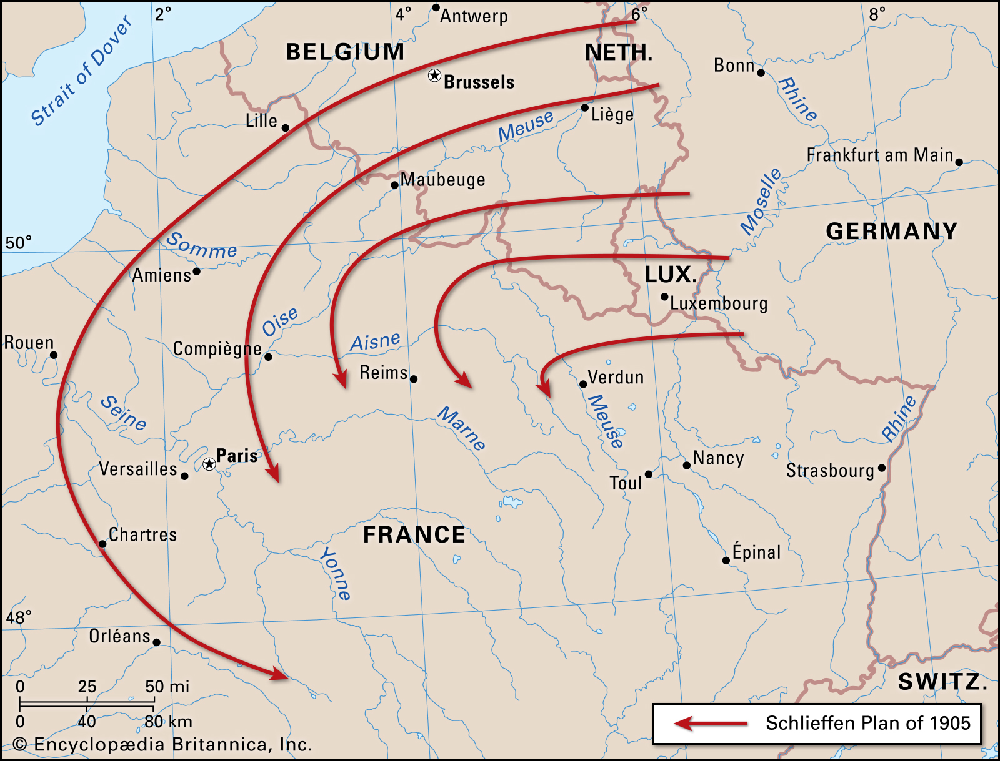 2°
4°
6°
8°
Antwerp
Strait of Dover
BELGIUM
NETH.
Bonn
Brussels
Rhine
Lille
Liège
Meuse
Frankfurt am Main
Maubeuge
Moselle
50°
Somme
GERMANY
Amiens
LUX.
Luxembourg
Oise
Rouen
Compiègne
Aisne
Reims
Verdun
Seine
Marne
Meuse
Rhine
Paris
Versailles
Nancy
Strasbourg
Toul
Chartres
FRANCE
Épinal
Yonne
48°
Orléans
SWITZ.
0 25 50 mi
0 40 80 km
Schlieffen Plan of 1905
© Encyclopædia Britannica, Inc.